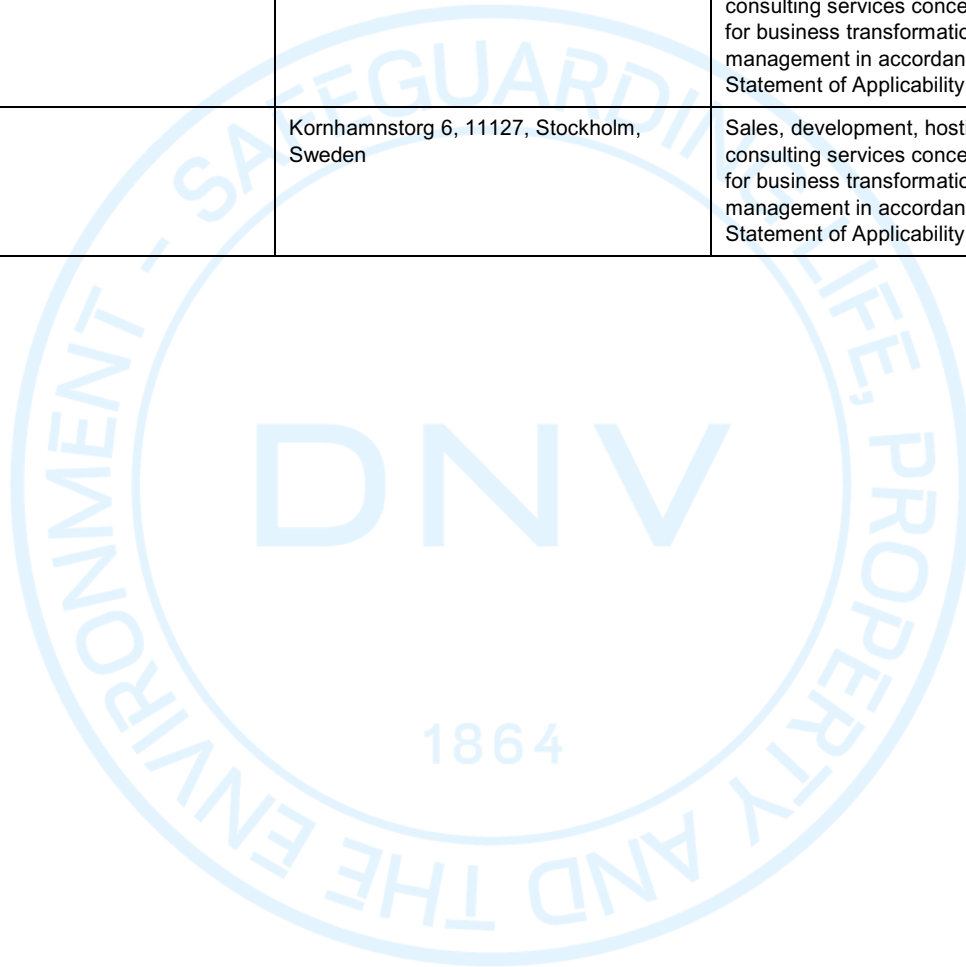 consulting services conce
for business transformatio
management in accordan
Statement of Applicability
Kornhamnstorg 6, 11127, Stockholm,
Sweden
Sales, development, hosti
consulting services conce
for business transformatio
management in accordan
Statement of Applicability
SAFEGUARDING LIFE, PROPERTY AND THE ENVIRONMENT -
DNV
1864